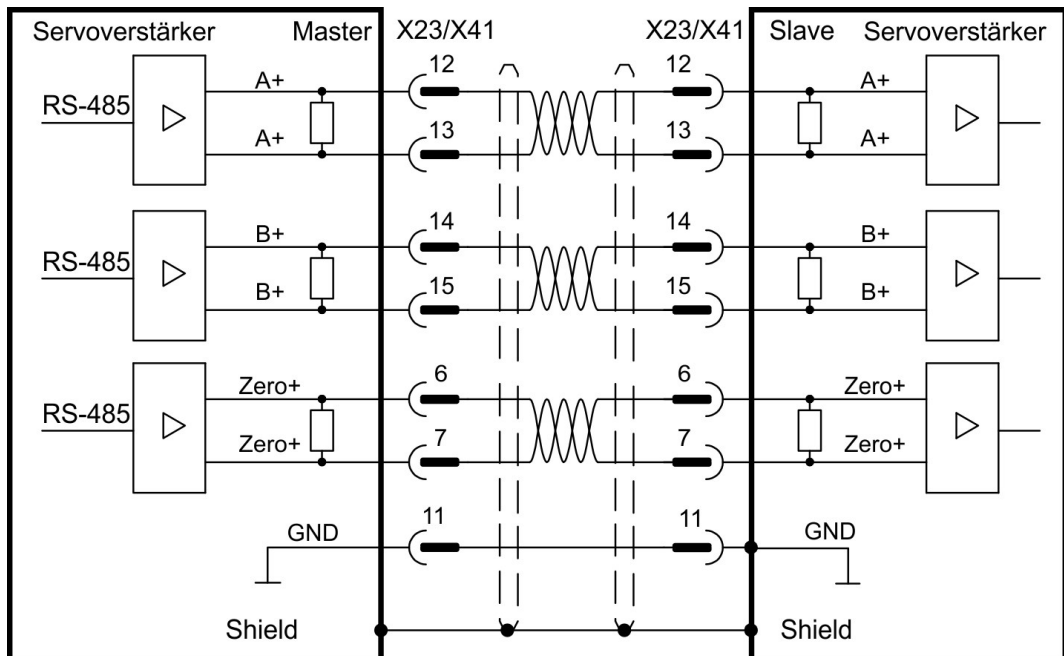 Servoverstärker Master X23/X41 X23/X41 Slave Servoverstärker
12 12
A+ A+
RS-485
13 13
A+ A+
14 14
B+ B+
RS-485
15 15
B+ B+
6 6
Zero+ Zero+
RS-485
7 7
Zero+ Zero+
11 11
GND GND
Shield Shield